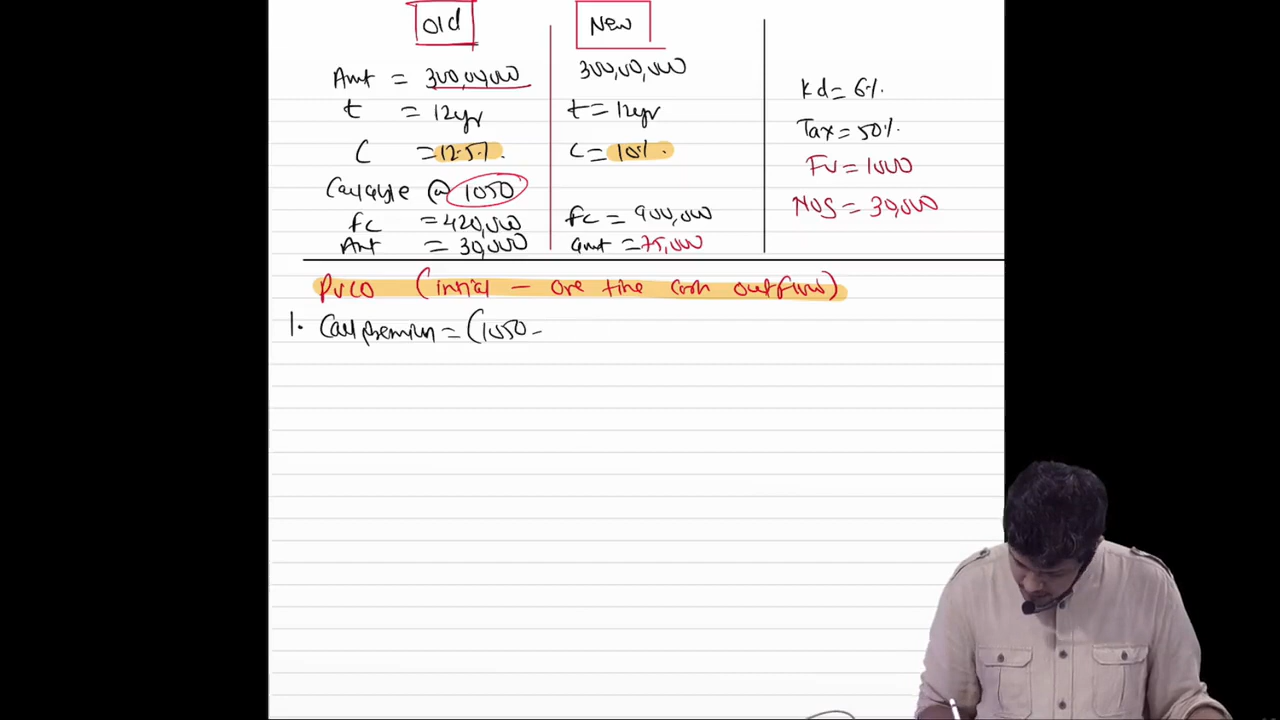 Old
New
Amt = 300,00,000
300,00,000
t = 12yr
t = 12yr
C = 12.5%.
C = 10%.
Callable @ 1050
fc = 420,000
fc = 900,000
Amt = 30,000
amt = 75,000
kd = 6%.
Tax = 50%.
FV = 1000
NOS = 30,000
PVCO (initial - one time cash outflow)
1. Call premium = (1050 -